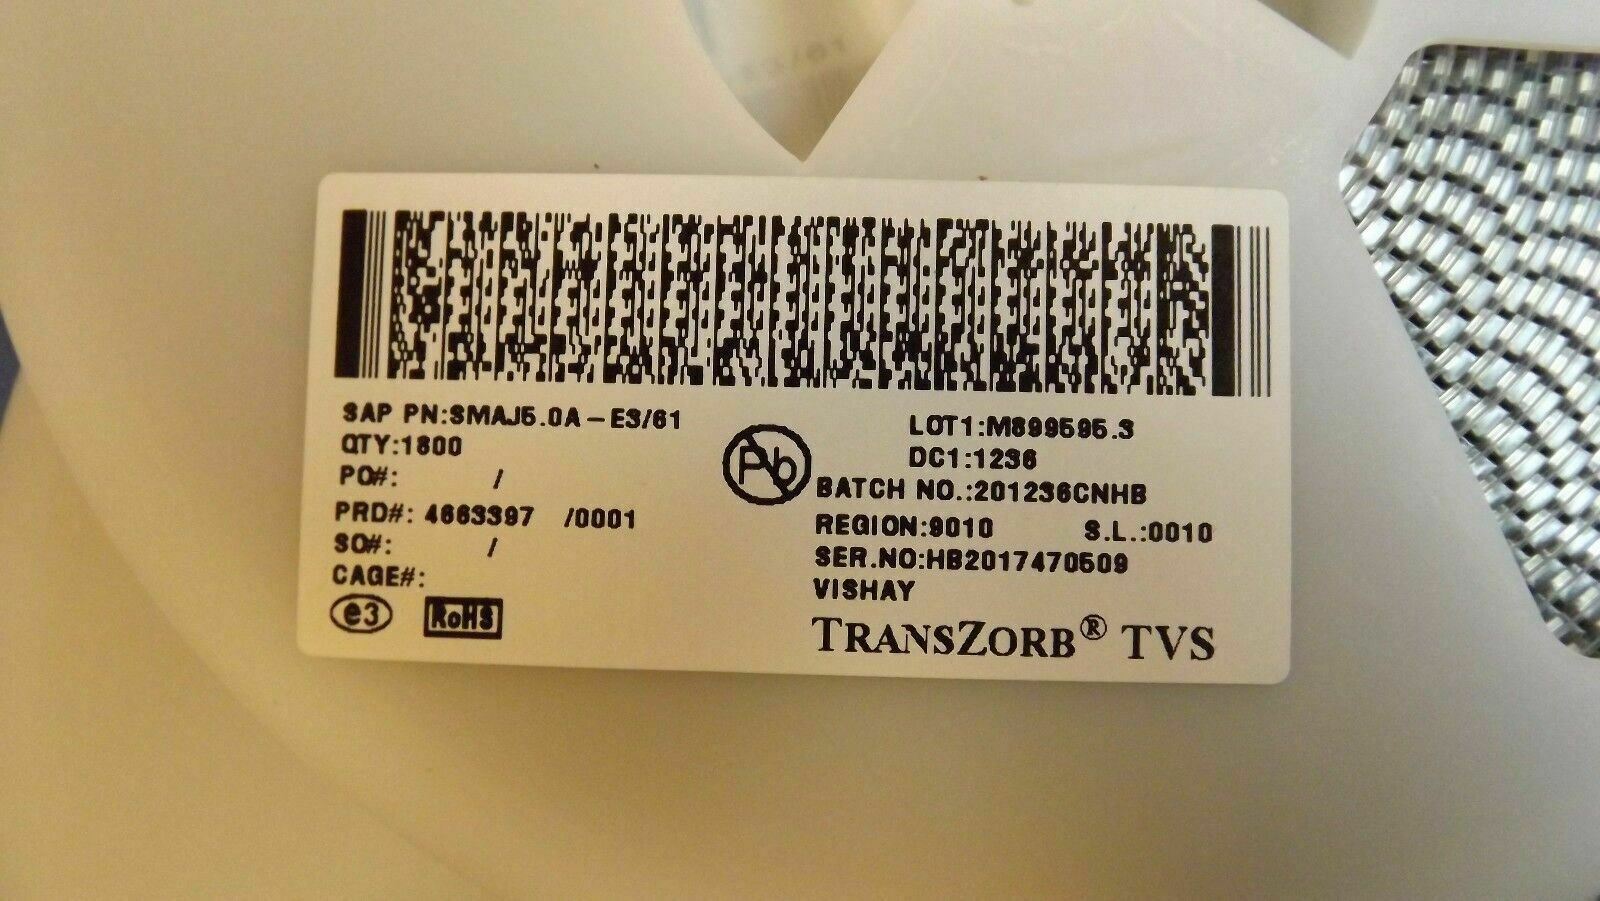 SAP PN:SMAJ5.0A-E3/61
QTY:1800
PO#: /
PRD#: 4663397 /0001
SO#: /
CAGE#:
e3 RoHS
Pb
LOT1:M899595.3
DC1:1236
BATCH NO.:201236CNHB
REGION:9010 S.L.:0010
SER.NO:HB2017470509
VISHAY
TRANSZORB® TVS